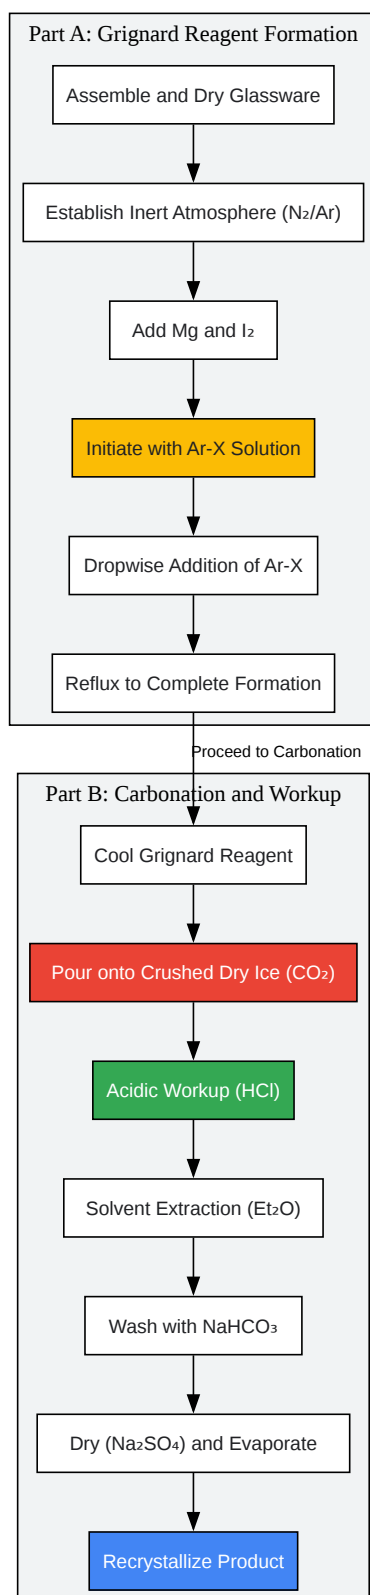 Part A: Grignard Reagent Formation
Assemble and Dry Glassware
Establish Inert Atmosphere (N₂/Ar)
Add Mg and I₂
Initiate with Ar-X Solution
Dropwise Addition of Ar-X
Reflux to Complete Formation
Proceed to Carbonation
Part B: Carbonation and Workup
Cool Grignard Reagent
Pour onto Crushed Dry Ice (CO₂)
Acidic Workup (HCl)
Solvent Extraction (Et₂O)
Wash with NaHCO₃
Dry (Na₂SO₄) and Evaporate
Recrystallize Product